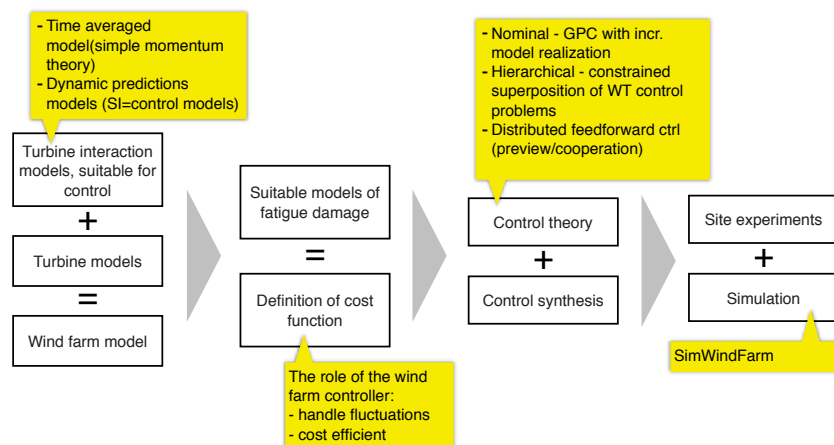 - Time averaged
model(simple momentum
theory)
- Dynamic predictions
models (SI=control models)
Turbine interaction
models, suitable for
control
+
Turbine models
=
Wind farm model
Suitable models of
fatigue damage
=
Definition of cost
function
The role of the wind
farm controller:
- handle fluctuations
- cost efficient
- Nominal - GPC with incr.
model realization
- Hierarchical - constrained
superposition of WT control
problems
- Distributed feedforward ctrl
(preview/cooperation)
Control theory
+
Control synthesis
Site experiments
+
Simulation
SimWindFarm